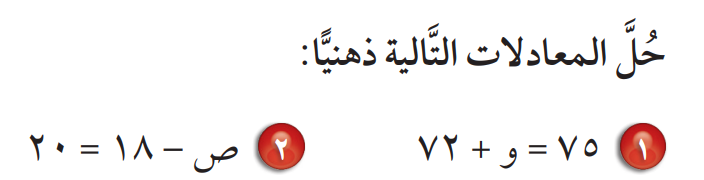 حُلَّ المعادلات التَّالية ذهنيًّا:
١ ٧٥ = و + ٧٢
٢ ص – ١٨ = ٢٠